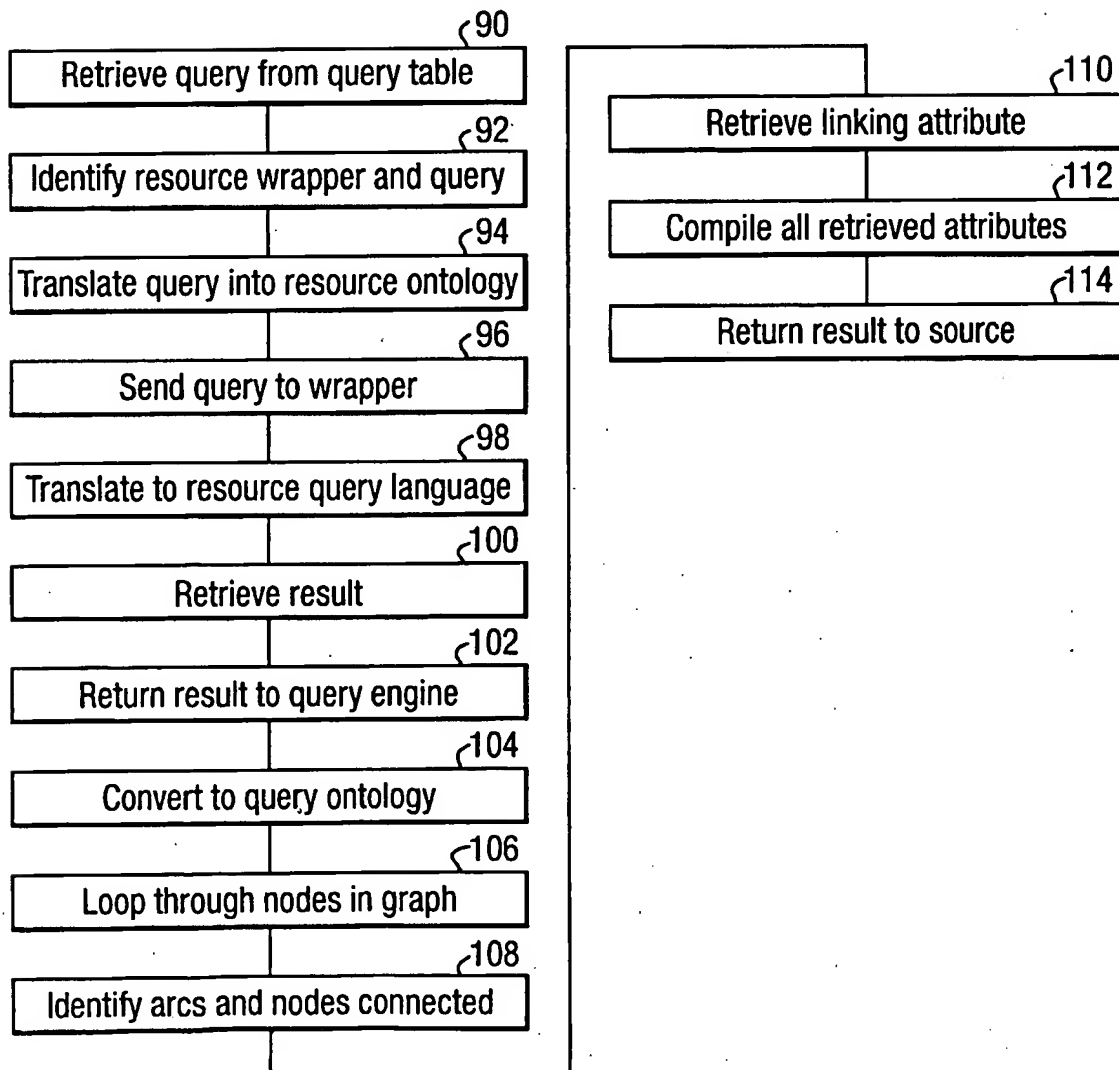 90
Retrieve query from query table
92
Identify resource wrapper and query
94
Translate query into resource ontology
96
Send query to wrapper
98
Translate to resource query language
100
Retrieve result
102
Return result to query engine
104
Convert to query ontology
106
Loop through nodes in graph
108
Identify arcs and nodes connected
110
Retrieve linking attribute
112
Compile all retrieved attributes
114
Return result to source